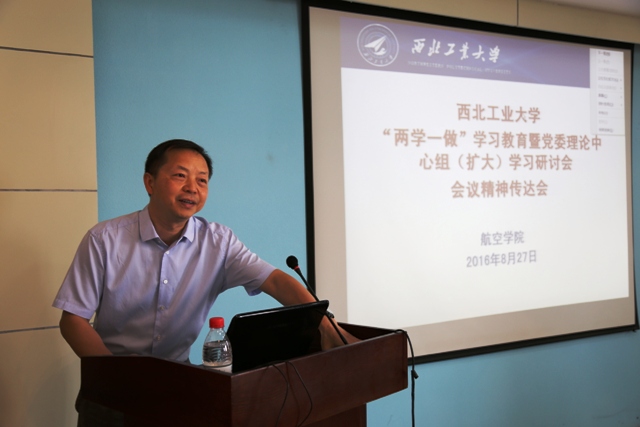 西北工业大学
西北工业大学
“两学一做”学习教育暨党委理论中
心组（扩大）学习研讨会
会议精神传达会
航空学院
2016年8月27日